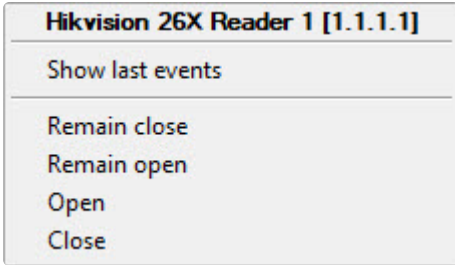 Hikvision 26X Reader 1 [1.1.1.1]
Show last events
Remain close
Remain open
Open
Close